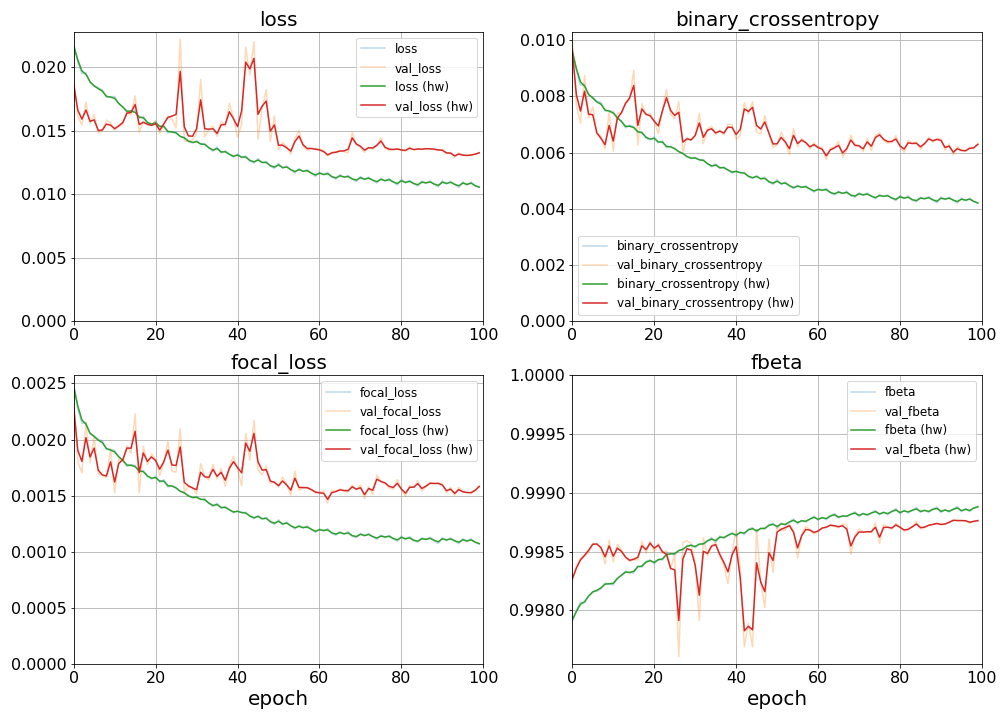 loss
0.020
0.015
0.010
0.005
0.000
0 20 40 60 80 100
loss
val_loss
loss (hw)
val_loss (hw)
binary_crossentropy
0.010
0.008
0.006
0.004
0.002
0.000
0 20 40 60 80 100
binary_crossentropy
val_binary_crossentropy
binary_crossentropy (hw)
val_binary_crossentropy (hw)
focal_loss
0.0025
0.0020
0.0015
0.0010
0.0005
0.0000
0 20 40 60 80 100
epoch
focal_loss
val_focal_loss
focal_loss (hw)
val_focal_loss (hw)
fbeta
1.0000
0.9995
0.9990
0.9985
0.9980
0 20 40 60 80 100
epoch
fbeta
val_fbeta
fbeta (hw)
val_fbeta (hw)